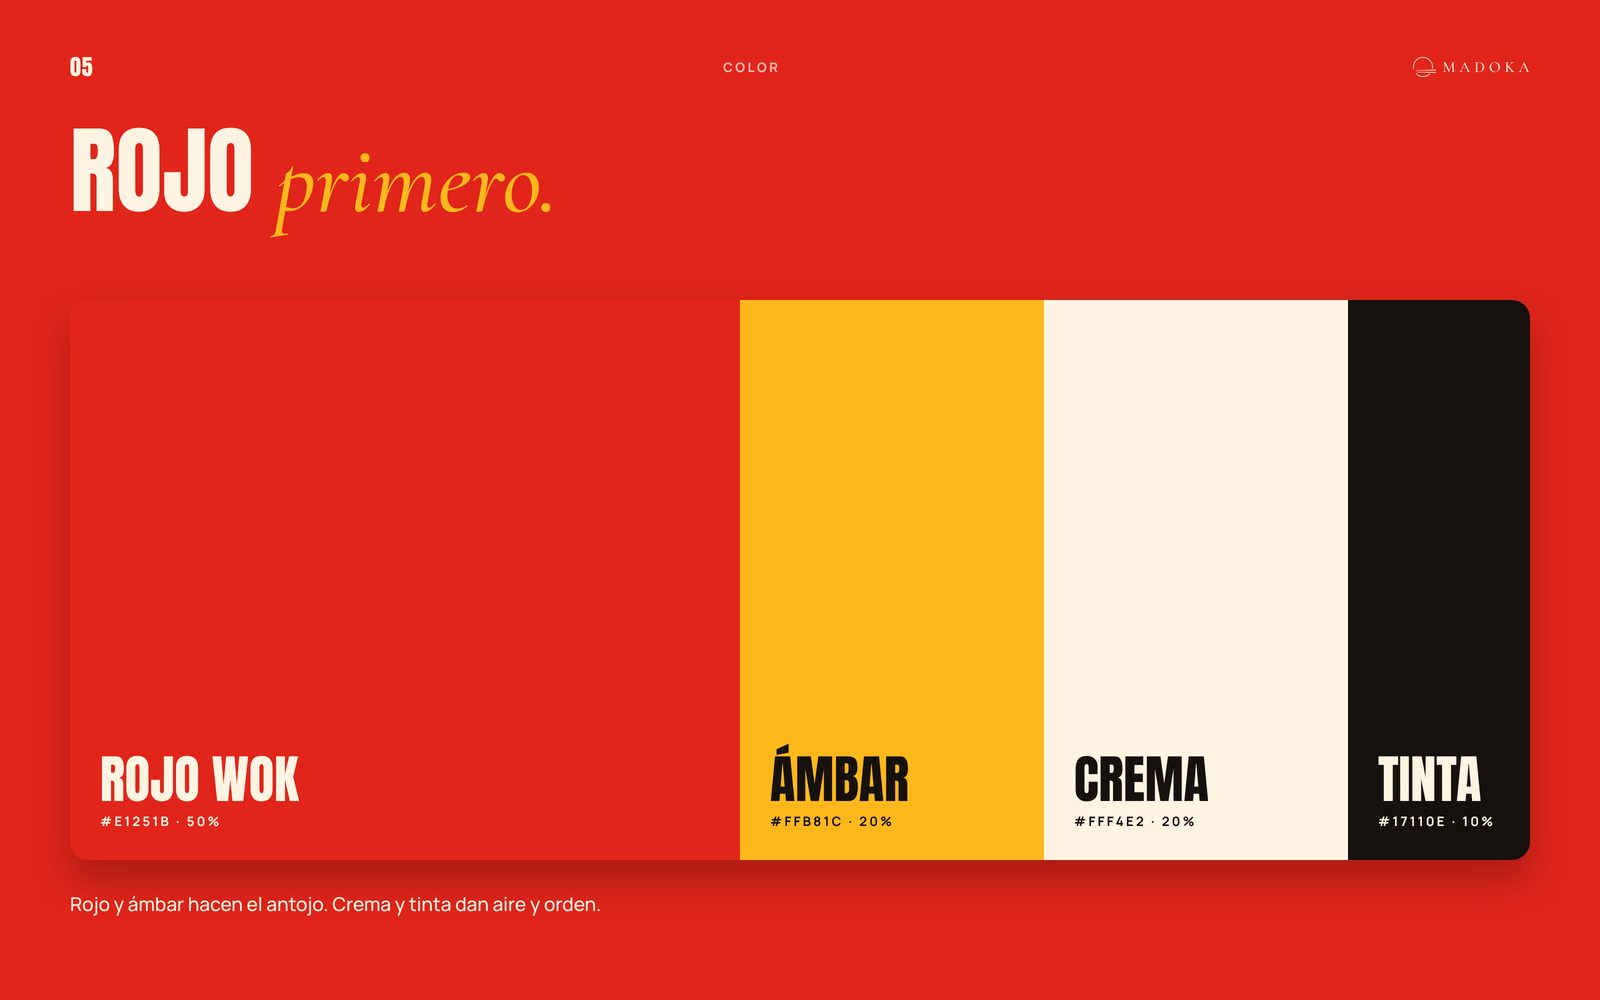 05
COLOR
MADOKA
ROJO primero.
ROJO WOK
#E1251B · 50%
ÁMBAR
#FFB81C · 20%
CREMA
#FFF4E2 · 20%
TINTA
#17110E · 10%
Rojo y ámbar hacen el antojo. Crema y tinta dan aire y orden.